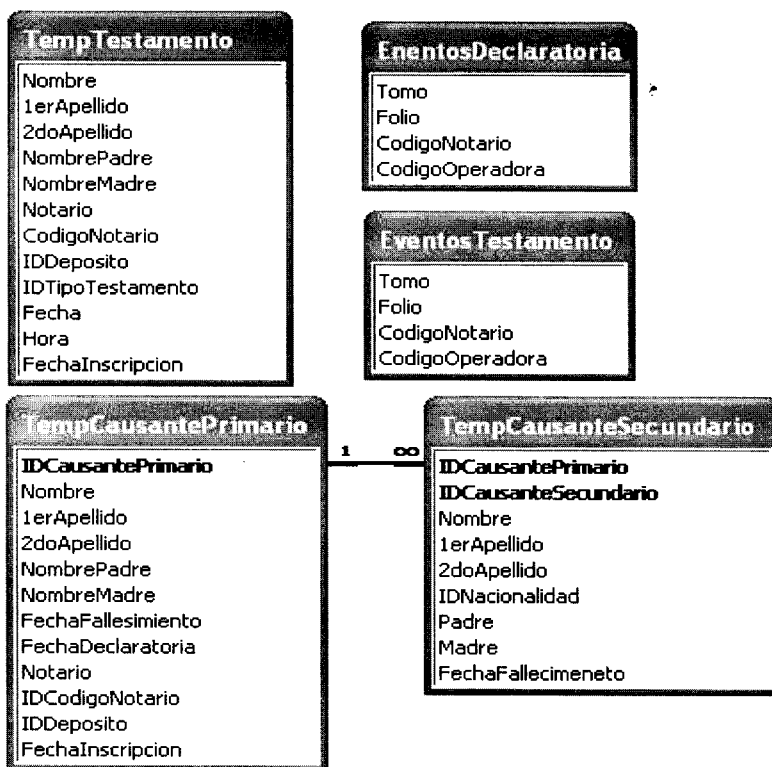 TempTestamento
Nombre
1erApellido
2doApellido
NombrePadre
NombreMadre
Notario
CodigoNotario
IDDeposito
IDTipoTestamento
Fecha
Hora
FechaInscripcion
EnentosDeclaratoria
Tomo
Folio
CodigoNotario
CodigoOperadora
EventosTestamento
Tomo
Folio
CodigoNotario
CodigoOperadora
TempCausantePrimario
IDCausantePrimario
Nombre
1erApellido
2doApellido
NombrePadre
NombreMadre
FechaFallesimiento
FechaDeclaratoria
Notario
IDCodigoNotario
IDDeposito
FechaInscripcion
1 ∞
TempCausanteSecundario
IDCausantePrimario
IDCausanteSecundario
Nombre
1erApellido
2doApellido
IDNacionalidad
Padre
Madre
FechaFallecimeneto